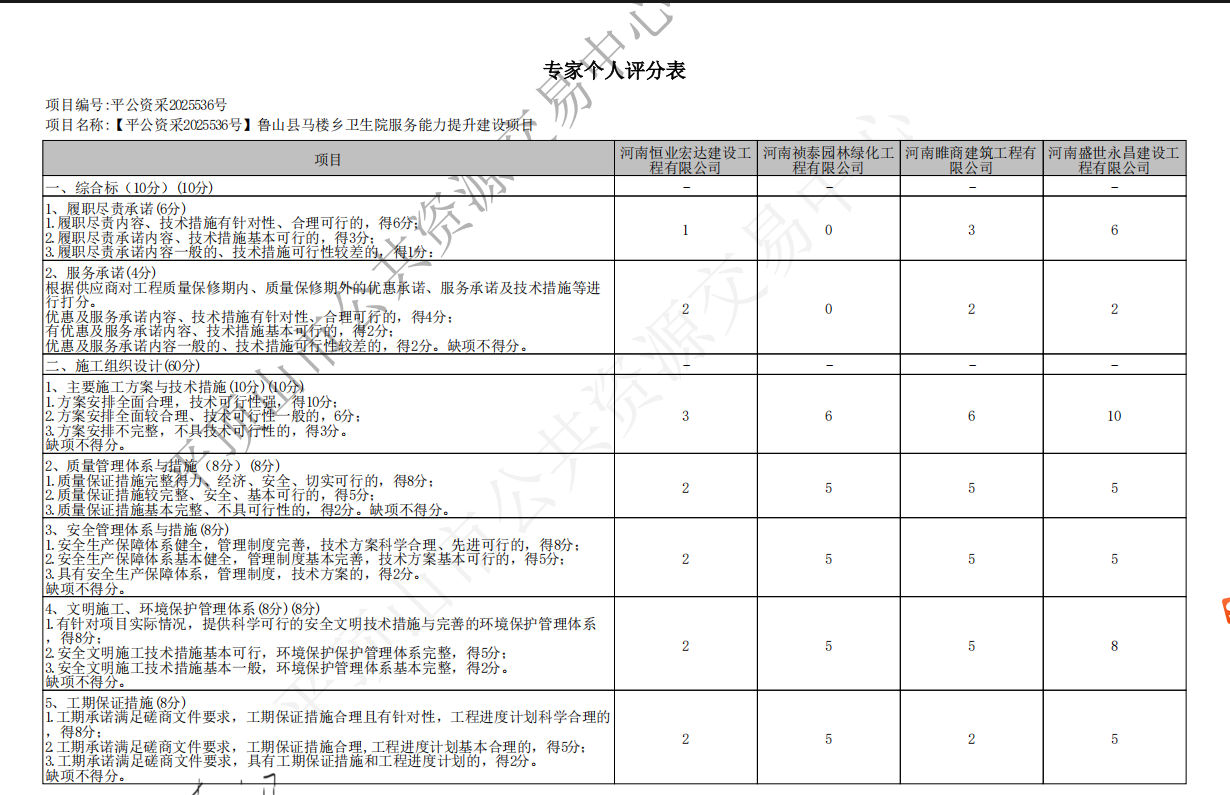 专家个人评分表
项目编号:平公资采2025536号
项目名称:【平公资采2025536号】鲁山县马楼乡卫生院服务能力提升建设项目
项目 河南恒业宏达建设工程有限公司 河南祯泰园林绿化工程有限公司 河南睢商建筑工程有限公司 河南盛世永昌建设工程有限公司
一、综合标（10分）(10分) - - - -
1、履职尽责承诺(6分)
1.履职尽责内容、技术措施有针对性、合理可行的，得6分；
2.履职尽责承诺内容、技术措施基本可行的，得3分；
3.履职尽责承诺内容一般的、技术措施可行性较差的，得1分：
1 0 3 6
2、服务承诺(4分)
根据供应商对工程质量保修期内、质量保修期外的优惠承诺、服务承诺及技术措施等进
行打分。
优惠及服务承诺内容、技术措施有针对性、合理可行的，得4分；
有优惠及服务承诺内容、技术措施基本可行的，得2分；
优惠及服务承诺内容一般的、技术措施可行性较差的，得2分。缺项不得分。
2 0 2 2
二、施工组织设计(60分) - - - -
1、主要施工方案与技术措施(10分)(10分)
1.方案安排全面合理，技术可行性强，得10分；
2.方案安排全面较合理、技术可行性一般的，6分；
3.方案安排不完整，不具技术可行性的，得3分。
缺项不得分。
3 6 6 10
2、质量管理体系与措施（8分）(8分)
1.质量保证措施完整得力、经济、安全、切实可行的，得8分；
2.质量保证措施较完整、安全、基本可行的，得5分；
3.质量保证措施基本完整、不具可行性的，得2分。缺项不得分。
2 5 5 5
3、安全管理体系与措施(8分)
1.安全生产保障体系健全，管理制度完善，技术方案科学合理、先进可行的，得8分；
2.安全生产保障体系基本健全，管理制度基本完善，技术方案基本可行的，得5分；
3.具有安全生产保障体系，管理制度，技术方案的，得2分。
缺项不得分。
2 5 5 5
4、文明施工、环境保护管理体系(8分)(8分)
1.有针对项目实际情况，提供科学可行的安全文明技术措施与完善的环境保护管理体系
，得8分；
2.安全文明施工技术措施基本可行，环境保护保护管理体系完整，得5分；
3.安全文明施工技术措施基本一般，环境保护管理体系基本完整，得2分。
缺项不得分。
2 5 5 8
5、工期保证措施(8分)
1.工期承诺满足磋商文件要求，工期保证措施合理且有针对性，工程进度计划科学合理的
，得8分；
2.工期承诺满足磋商文件要求，工期保证措施合理,工程进度计划基本合理的，得5分；
3.工期承诺满足磋商文件要求，具有工期保证措施和工程进度计划的，得2分。
缺项不得分。
2 5 2 5
平顶山市公共资源交易中心
平顶山市公共资源交易中心